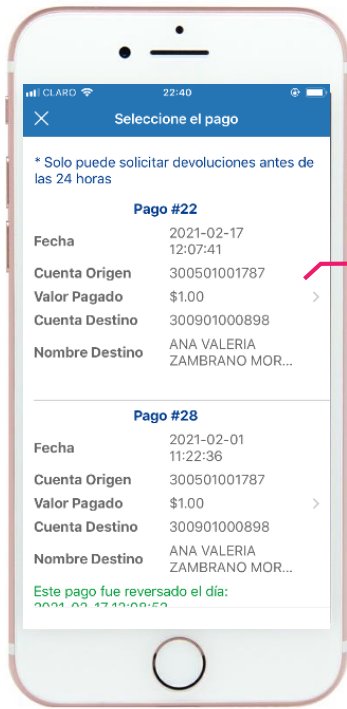 CLARO 22:40
Seleccione el pago
* Solo puede solicitar devoluciones antes de
las 24 horas
Pago #22
Fecha 2021-02-17
12:07:41
Cuenta Origen 300501001787
Valor Pagado $1.00
Cuenta Destino 300901000898
Nombre Destino ANA VALERIA
ZAMBRANO MOR...
Pago #28
Fecha 2021-02-01
11:22:36
Cuenta Origen 300501001787
Valor Pagado $1.00
Cuenta Destino 300901000898
Nombre Destino ANA VALERIA
ZAMBRANO MOR...
Este pago fue reversado el día:
2021-02-17